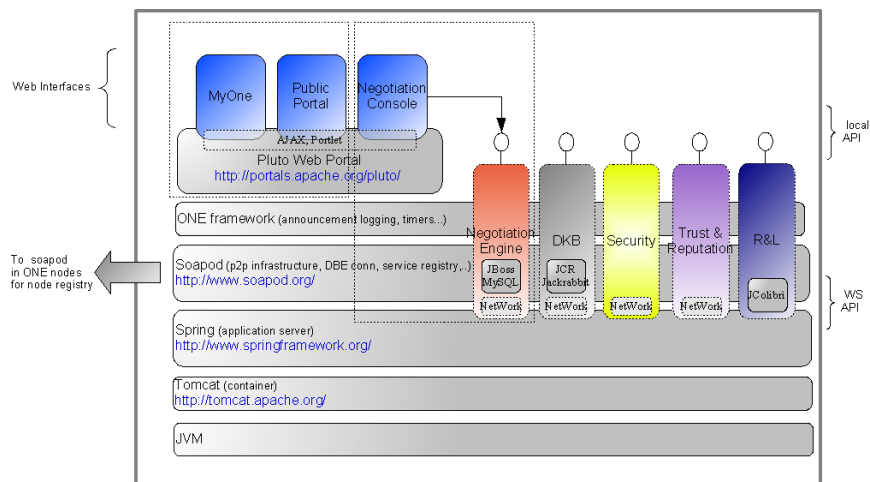 Web Interfaces
MyOne
Public
Portal
Negotiation
Console
AJAX, Portlet
Pluto Web Portal
http://portals.apache.org/pluto/
local
API
ONE framework (announcement logging, timers...)
Negotiation
Engine
DKB
Security
Trust &
Reputation
R&L
To soapod
in ONE nodes
for node registry
Soapod (p2p infrastructure, DBE conn, service registry,..)
http://www.soapod.org/
JBoss
MySQL
JCR
Jackrabbit
JColibri
NetWork
NetWork
NetWork
NetWork
WS
API
Spring (application server)
http://www.springframework.org/
Tomcat (container)
http://tomcat.apache.org/
JVM